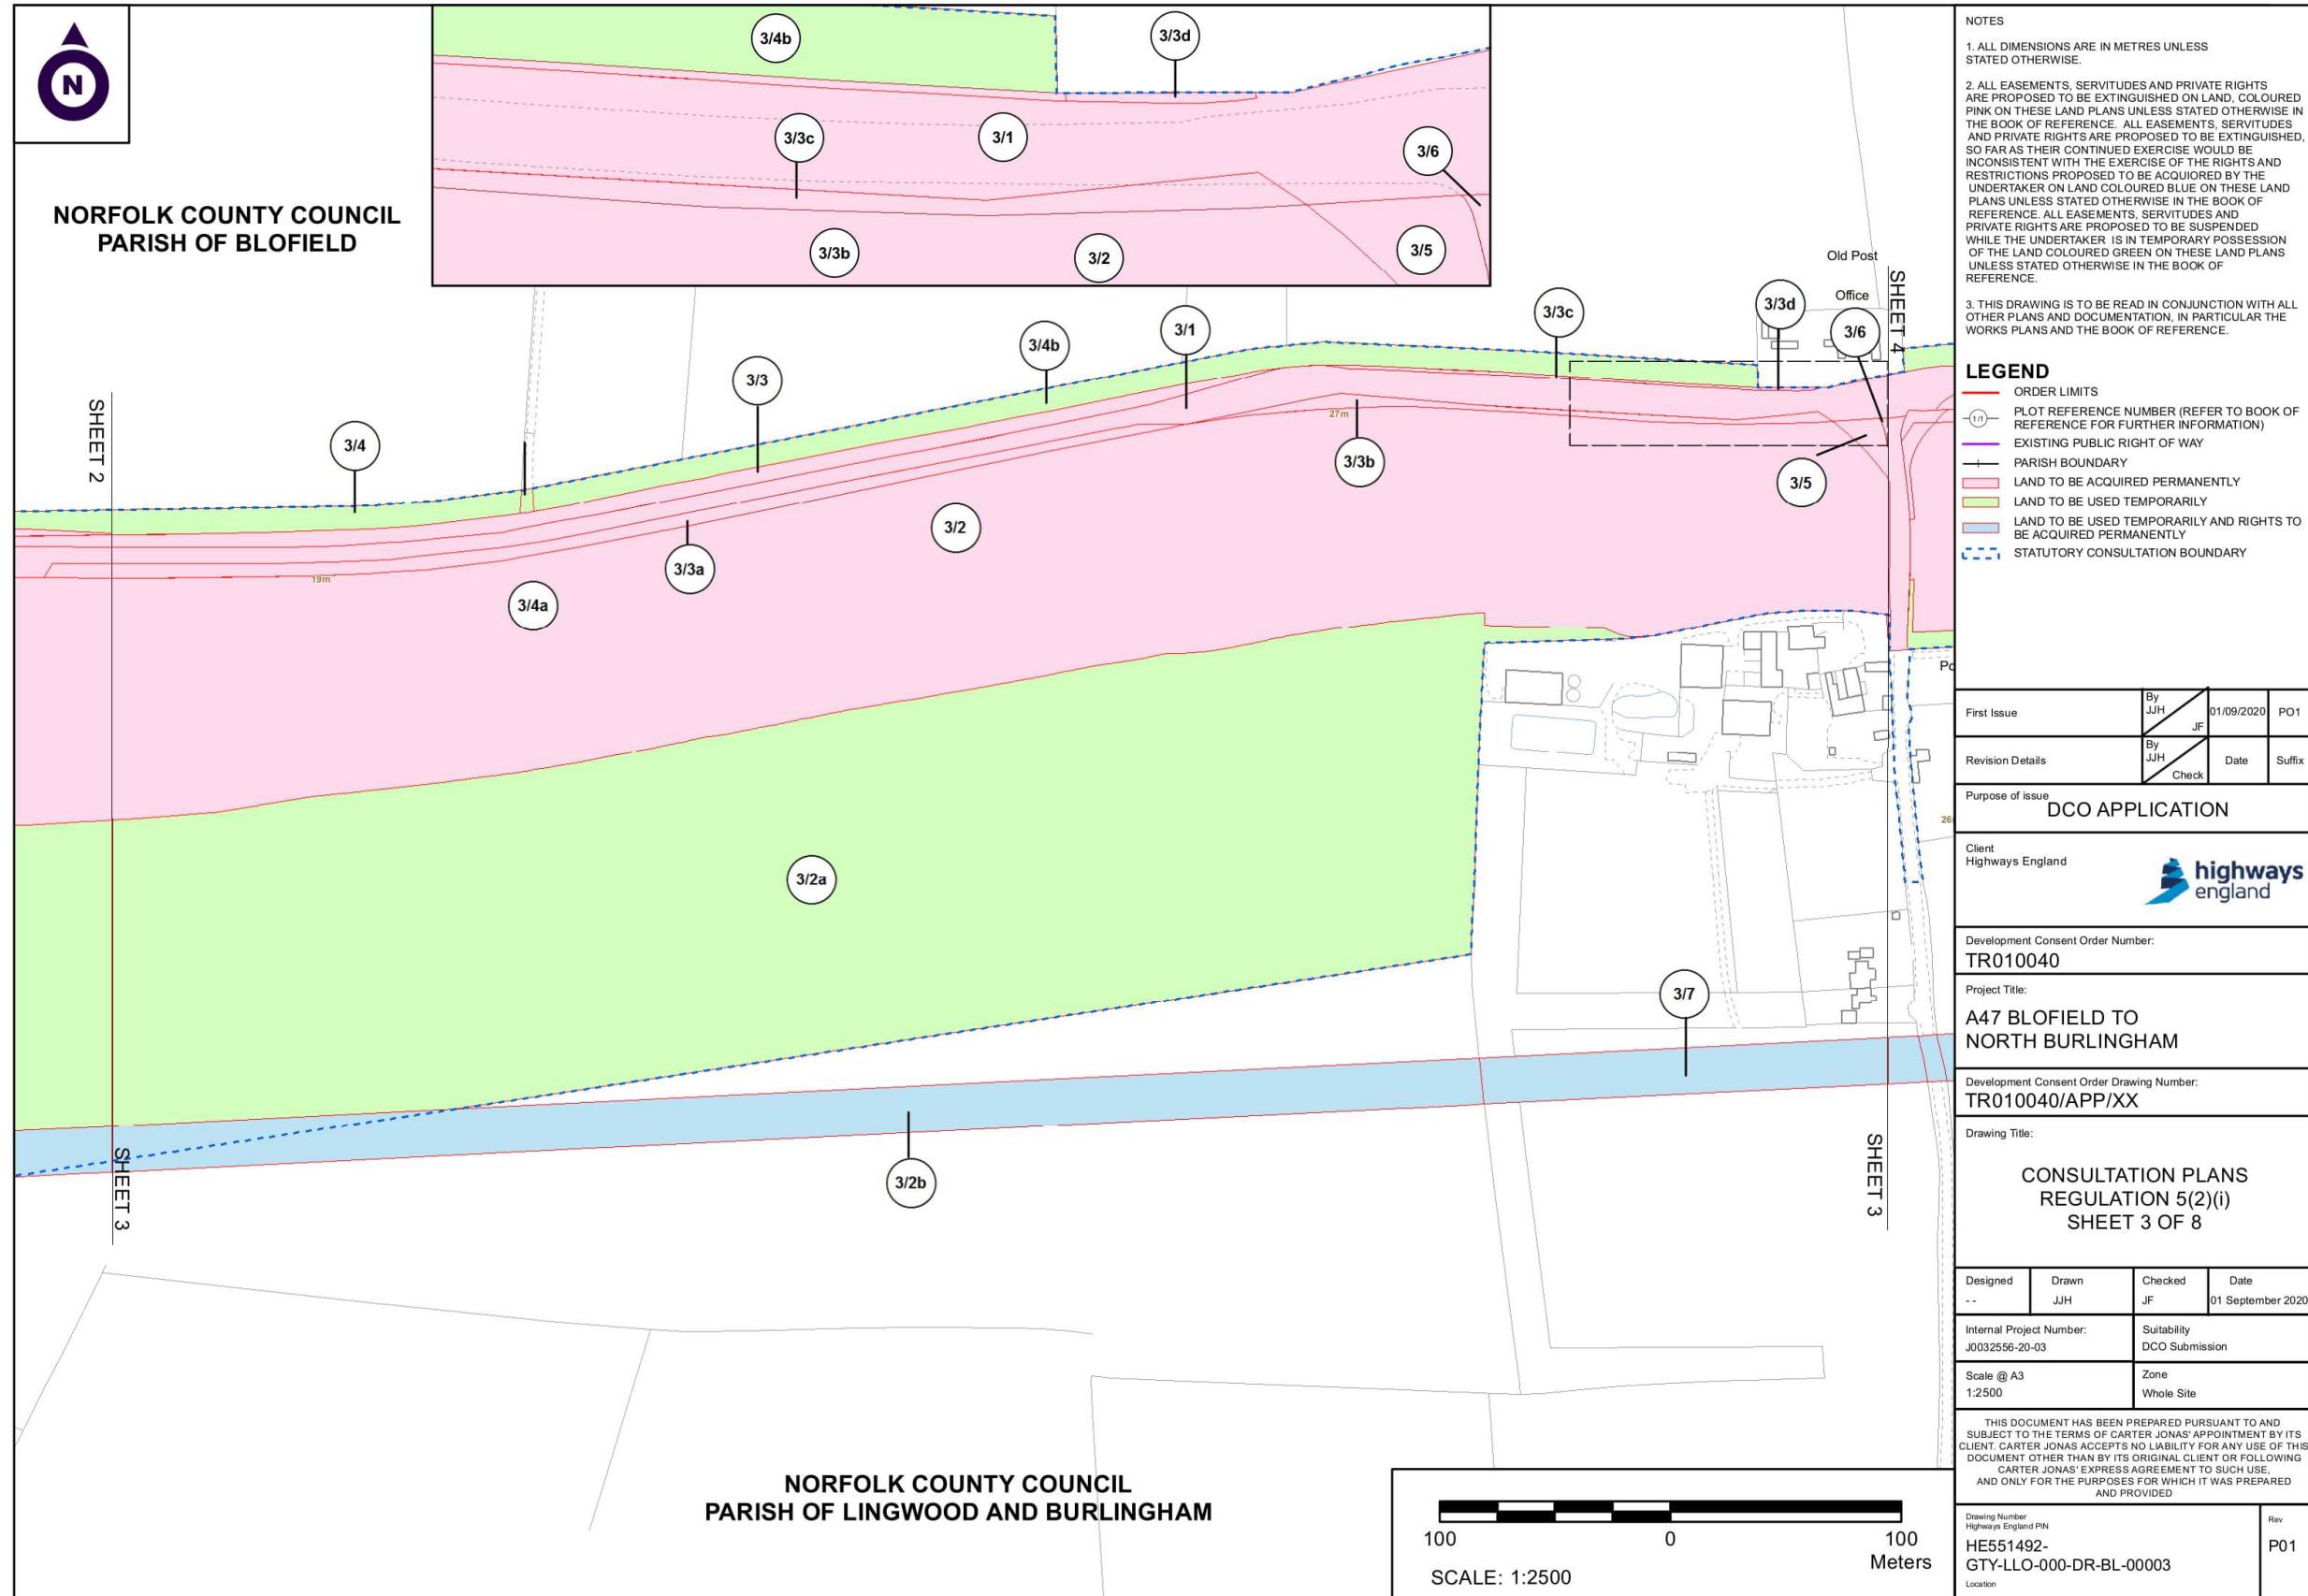 N
NORFOLK COUNTY COUNCIL
PARISH OF BLOFIELD
3/4b
3/3d
3/3c
3/1
3/6
3/3b
3/2
3/5
Old Post
Office
SHEET 4
SHEET 2
3/4
3/3
3/4b
3/1
3/3c
3/3d
3/6
27m
3/3b
3/5
3/2
3/3a
19m
3/4a
Po
26
3/2a
3/7
3/2b
SHEET 3
SHEET 3
NORFOLK COUNTY COUNCIL
PARISH OF LINGWOOD AND BURLINGHAM
100
0
100
Meters
SCALE: 1:2500
NOTES
1. ALL DIMENSIONS ARE IN METRES UNLESS
STATED OTHERWISE.
2. ALL EASEMENTS, SERVITUDES AND PRIVATE RIGHTS
ARE PROPOSED TO BE EXTINGUISHED ON LAND, COLOURED
PINK ON THESE LAND PLANS UNLESS STATED OTHERWISE IN
THE BOOK OF REFERENCE. ALL EASEMENTS, SERVITUDES
AND PRIVATE RIGHTS ARE PROPOSED TO BE EXTINGUISHED,
SO FAR AS THEIR CONTINUED EXERCISE WOULD BE
INCONSISTENT WITH THE EXERCISE OF THE RIGHTS AND
RESTRICTIONS PROPOSED TO BE ACQUIORED BY THE
UNDERTAKER ON LAND COLOURED BLUE ON THESE LAND
PLANS UNLESS STATED OTHERWISE IN THE BOOK OF
REFERENCE. ALL EASEMENTS, SERVITUDES AND
PRIVATE RIGHTS ARE PROPOSED TO BE SUSPENDED
WHILE THE UNDERTAKER IS IN TEMPORARY POSSESSION
OF THE LAND COLOURED GREEN ON THESE LAND PLANS
UNLESS STATED OTHERWISE IN THE BOOK OF
REFERENCE.
3. THIS DRAWING IS TO BE READ IN CONJUNCTION WITH ALL
OTHER PLANS AND DOCUMENTATION, IN PARTICULAR THE
WORKS PLANS AND THE BOOK OF REFERENCE.
LEGEND
ORDER LIMITS
1/1
PLOT REFERENCE NUMBER (REFER TO BOOK OF
REFERENCE FOR FURTHER INFORMATION)
EXISTING PUBLIC RIGHT OF WAY
PARISH BOUNDARY
LAND TO BE ACQUIRED PERMANENTLY
LAND TO BE USED TEMPORARILY
LAND TO BE USED TEMPORARILY AND RIGHTS TO
BE ACQUIRED PERMANENTLY
STATUTORY CONSULTATION BOUNDARY
First Issue
By
JJH
JF
01/09/2020
PO1
Revision Details
By
JJH
Check
Date
Suffix
Purpose of issue
DCO APPLICATION
Client
Highways England
highways
england
Development Consent Order Number:
TR010040
Project Title:
A47 BLOFIELD TO
NORTH BURLINGHAM
Development Consent Order Drawing Number:
TR010040/APP/XX
Drawing Title:
CONSULTATION PLANS
REGULATION 5(2)(i)
SHEET 3 OF 8
Designed
Drawn
Checked
Date
- -
JJH
JF
01 September 2020
Internal Project Number:
J0032556-20-03
Suitability
DCO Submission
Scale @ A3
1:2500
Zone
Whole Site
THIS DOCUMENT HAS BEEN PREPARED PURSUANT TO AND
SUBJECT TO THE TERMS OF CARTER JONAS' APPOINTMENT BY ITS
CLIENT. CARTER JONAS ACCEPTS NO LIABILITY FOR ANY USE OF THIS
DOCUMENT OTHER THAN BY ITS ORIGINAL CLIENT OR FOLLOWING
CARTER JONAS' EXPRESS AGREEMENT TO SUCH USE,
AND ONLY FOR THE PURPOSES FOR WHICH IT WAS PREPARED
AND PROVIDED
Drawing Number
Highways England PIN
HE551492-
GTY-LLO-000-DR-BL-00003
Location
Rev
P01